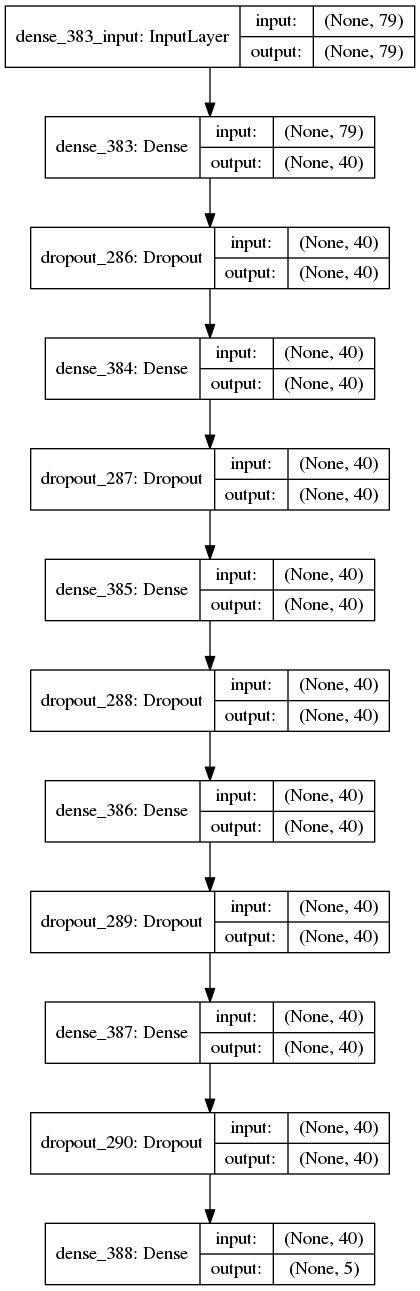 dense_383_input: InputLayer
input: (None, 79)
output: (None, 79)
dense_383: Dense
input: (None, 79)
output: (None, 40)
dropout_286: Dropout
input: (None, 40)
output: (None, 40)
dense_384: Dense
input: (None, 40)
output: (None, 40)
dropout_287: Dropout
input: (None, 40)
output: (None, 40)
dense_385: Dense
input: (None, 40)
output: (None, 40)
dropout_288: Dropout
input: (None, 40)
output: (None, 40)
dense_386: Dense
input: (None, 40)
output: (None, 40)
dropout_289: Dropout
input: (None, 40)
output: (None, 40)
dense_387: Dense
input: (None, 40)
output: (None, 40)
dropout_290: Dropout
input: (None, 40)
output: (None, 40)
dense_388: Dense
input: (None, 40)
output: (None, 5)